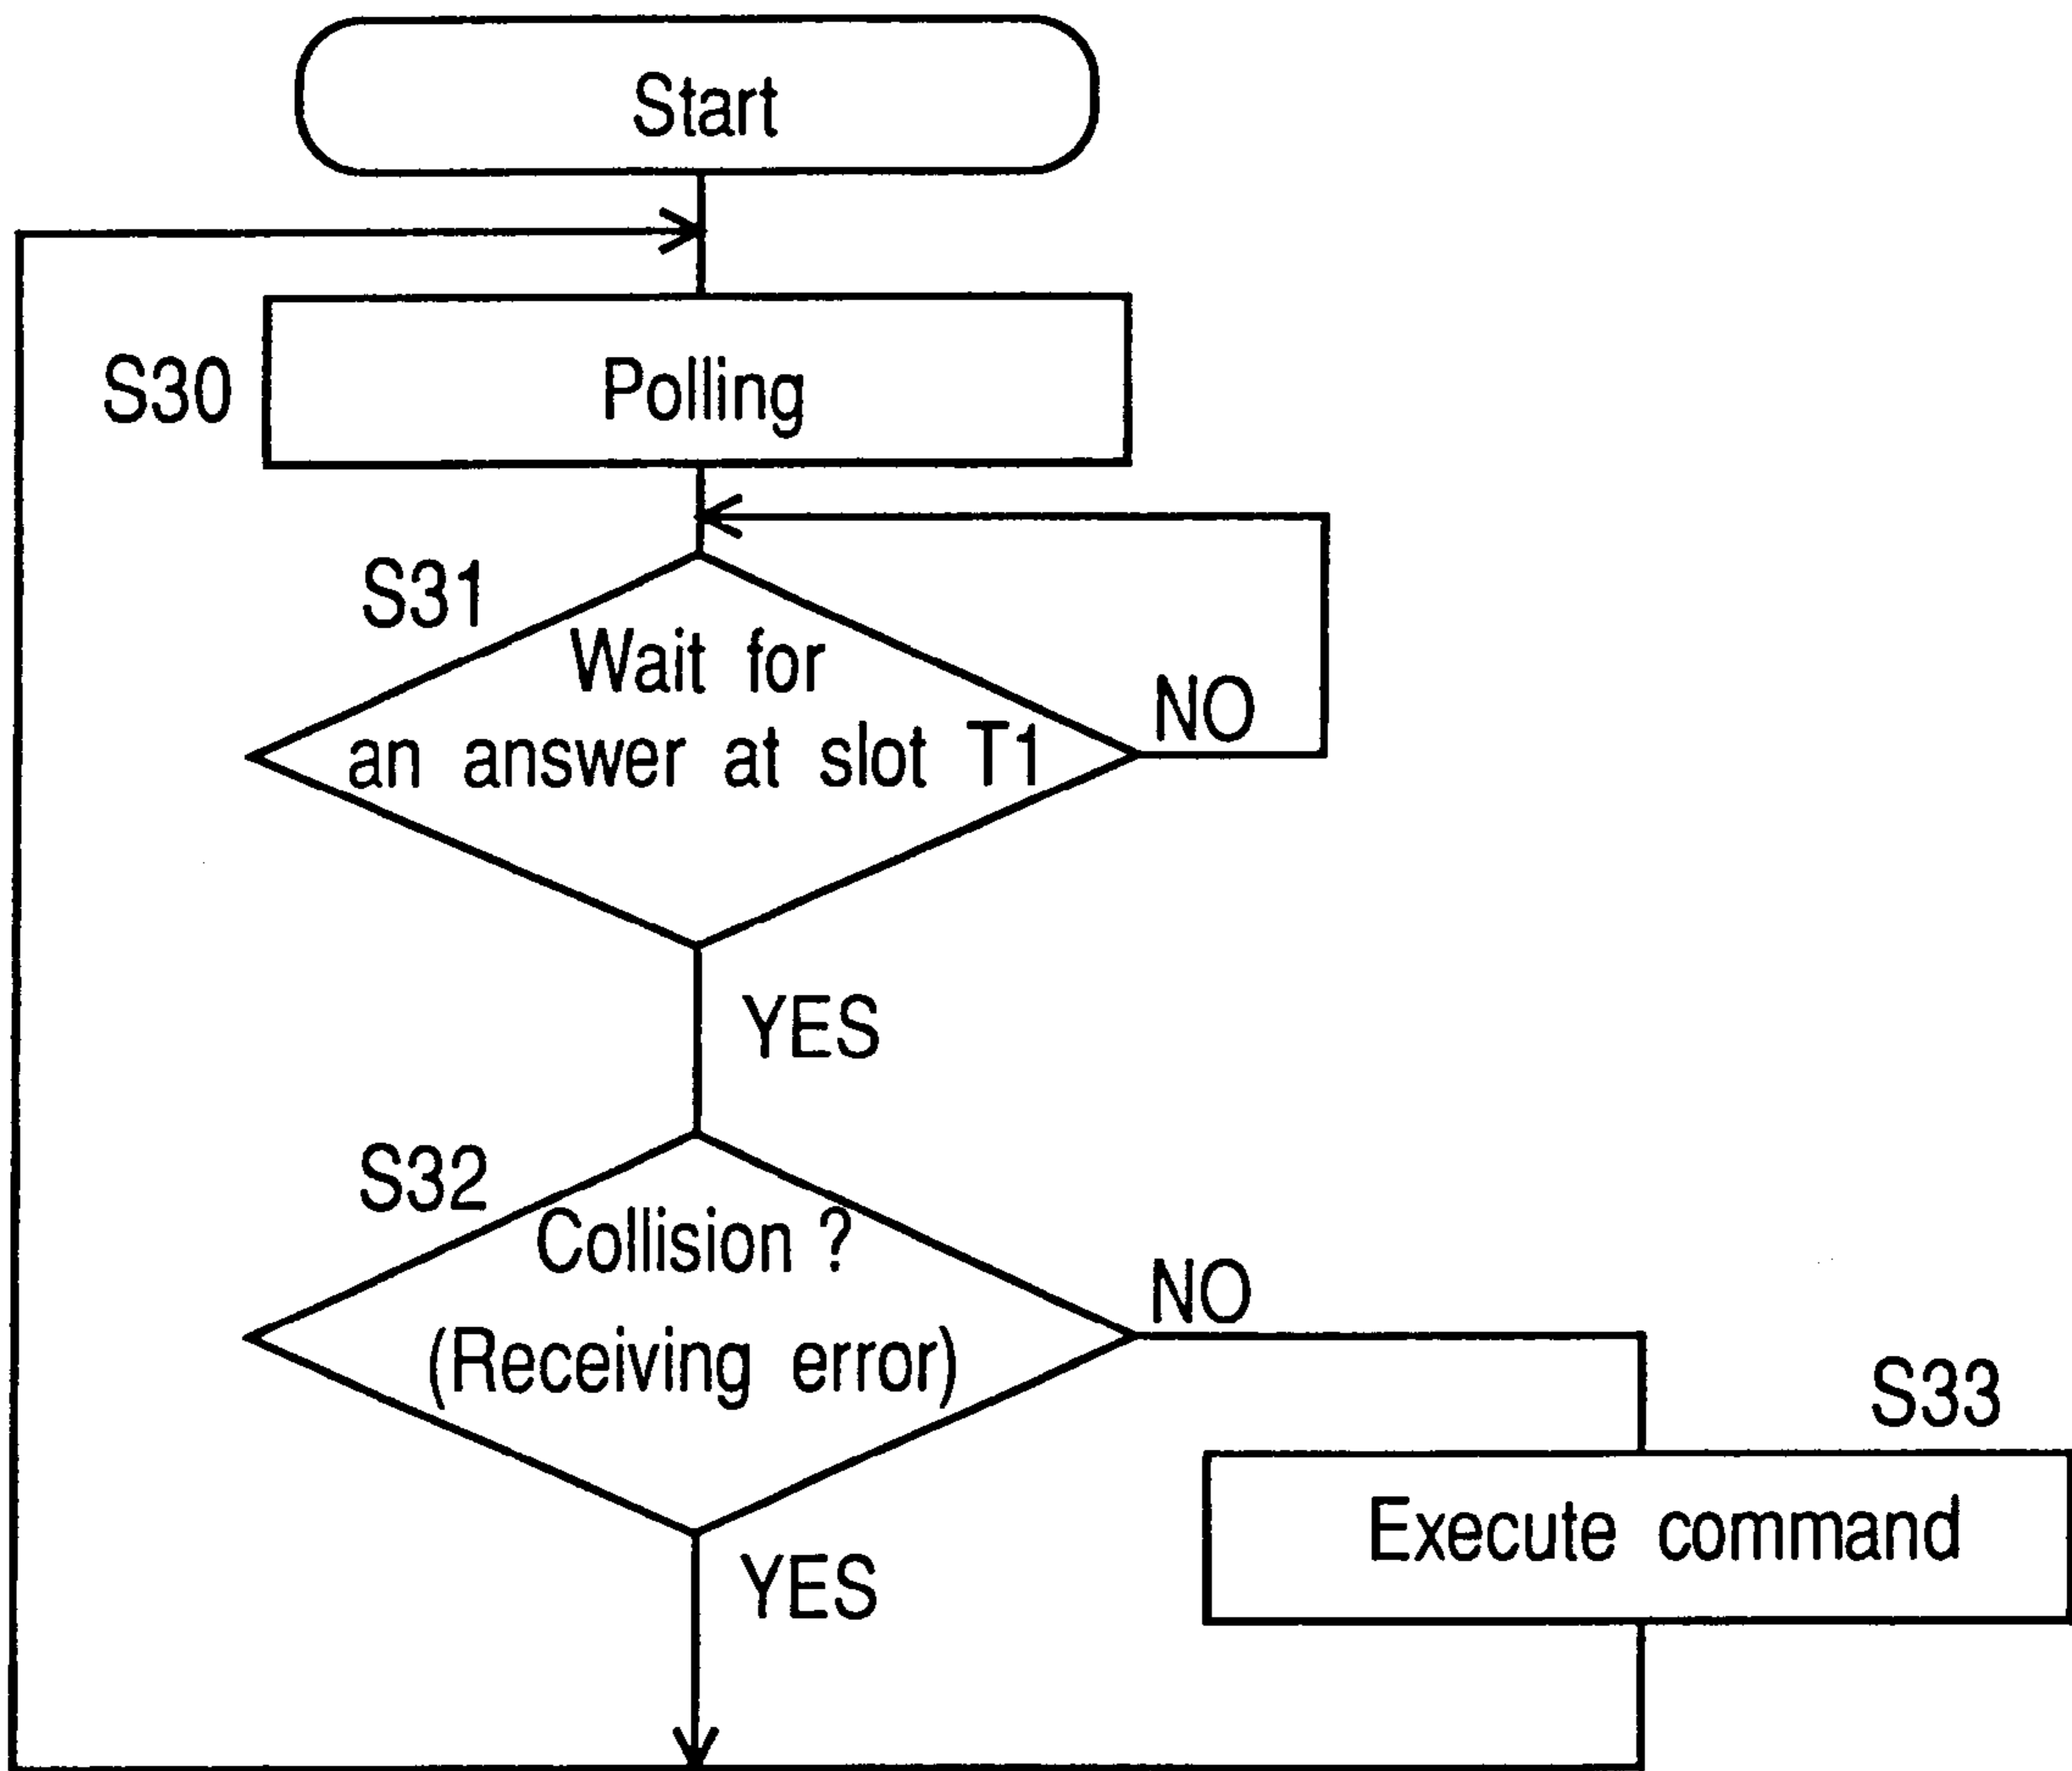 Start
S30
Polling
S31
Wait for
an answer at slot T1
NO
YES
S32
Collision ?
(Receiving error)
NO
YES
S33
Execute command